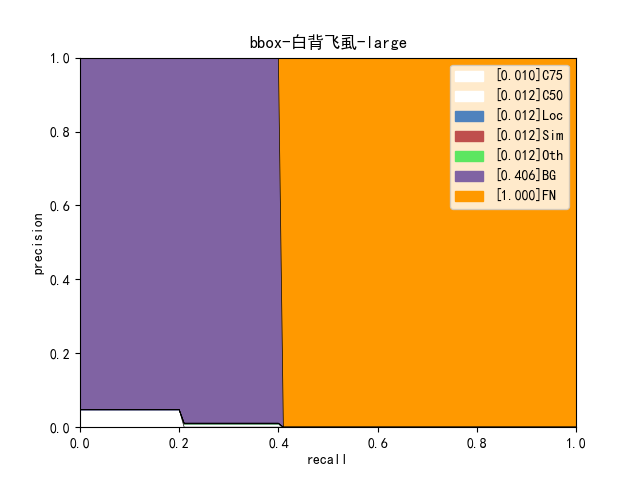 bbox-白背飞虱-large
1.0
0.8
0.6
0.4
0.2
0.0
precision
[0.010]C75
[0.012]C50
[0.012]Loc
[0.012]Sim
[0.012]Oth
[0.406]BG
[1.000]FN
0.0 0.2 0.4 0.6 0.8 1.0
recall